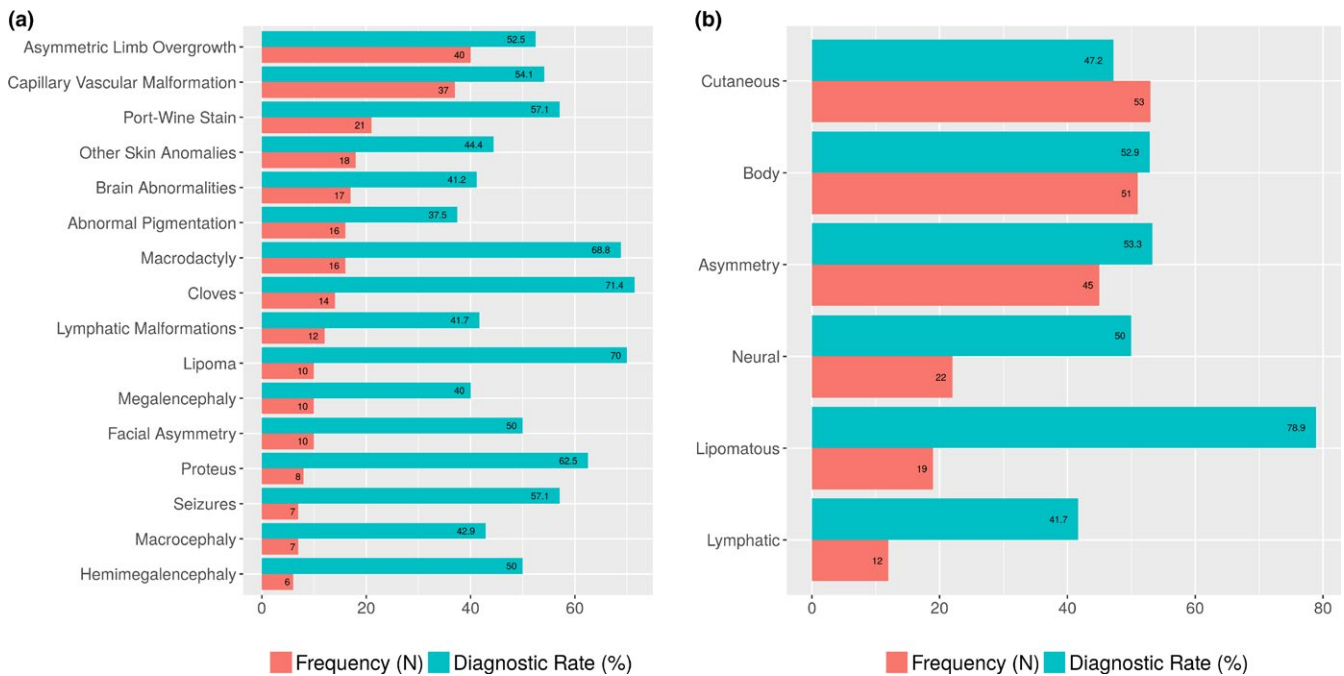 (a)
Asymmetric Limb Overgrowth 52.5
40
Capillary Vascular Malformation 54.1
37
Port-Wine Stain 57.1
21
Other Skin Anomalies 44.4
18
Brain Abnormalities 41.2
17
Abnormal Pigmentation 37.5
16
Macrodactyly 68.8
16
Cloves 71.4
14
Lymphatic Malformations 41.7
12
Lipoma 70
10
Megalencephaly 40
10
Facial Asymmetry 50
10
Proteus 62.5
8
Seizures 57.1
7
Macrocephaly 42.9
7
Hemimegalencephaly 50
6
0 20 40 60
Frequency (N) Diagnostic Rate (%)
(b)
Cutaneous 47.2
53
Body 52.9
51
Asymmetry 53.3
45
Neural 50
22
Lipomatous 78.9
19
Lymphatic 41.7
12
0 20 40 60 80
Frequency (N) Diagnostic Rate (%)